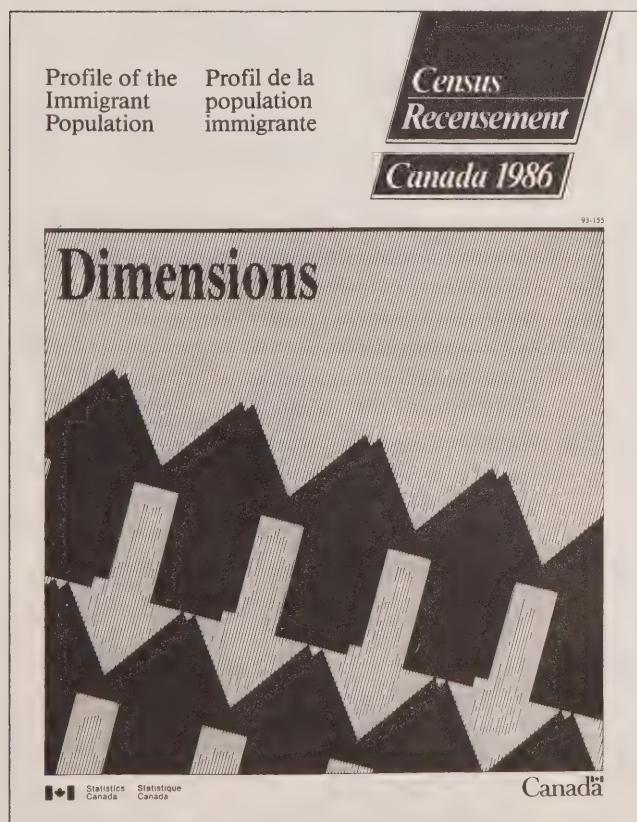 Profile of the
Immigrant
Population
Profil de la
population
immigrante
Census
Recensement
Canada 1986
93-155
Dimensions
Statistics
Canada
Statistique
Canada
Canada